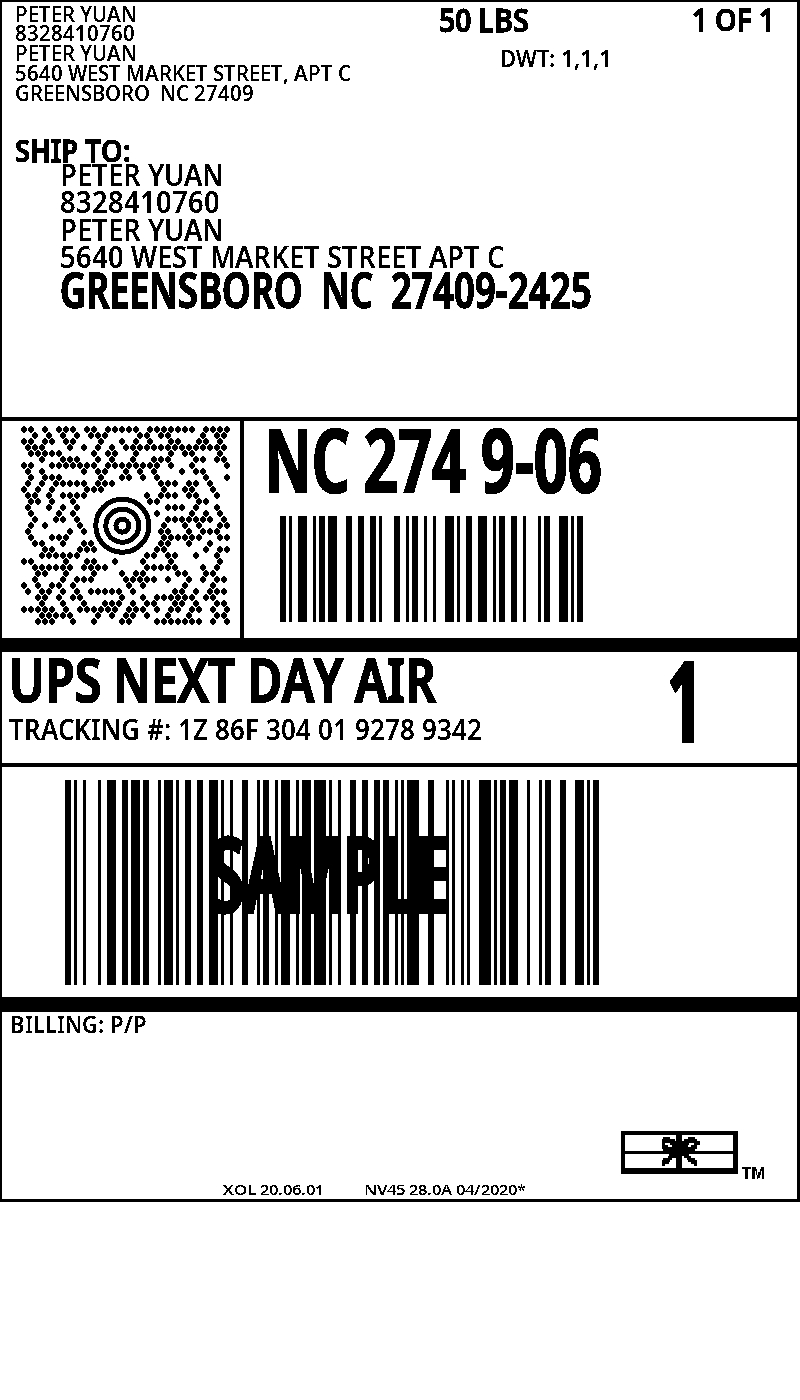 PETER YUAN
8328410760
PETER YUAN
5640 WEST MARKET STREET, APT C
GREENSBORO NC 27409
50 LBS
1 OF 1
DWT: 1,1,1
SHIP TO:
PETER YUAN
8328410760
PETER YUAN
5640 WEST MARKET STREET APT C
GREENSBORO NC 27409-2425
NC 274 9-06
UPS NEXT DAY AIR
1
TRACKING #: 1Z 86F 304 01 9278 9342
SAMPLE
BILLING: P/P
TM
XOL 20.06.01 NV45 28.0A 04/2020*